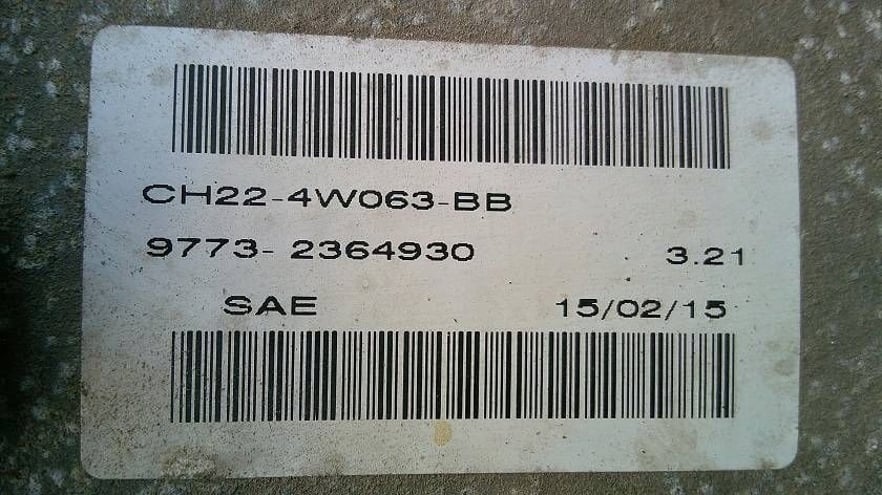 CH22-4W063-BB
9773- 2364930 3.21
SAE 15/02/15